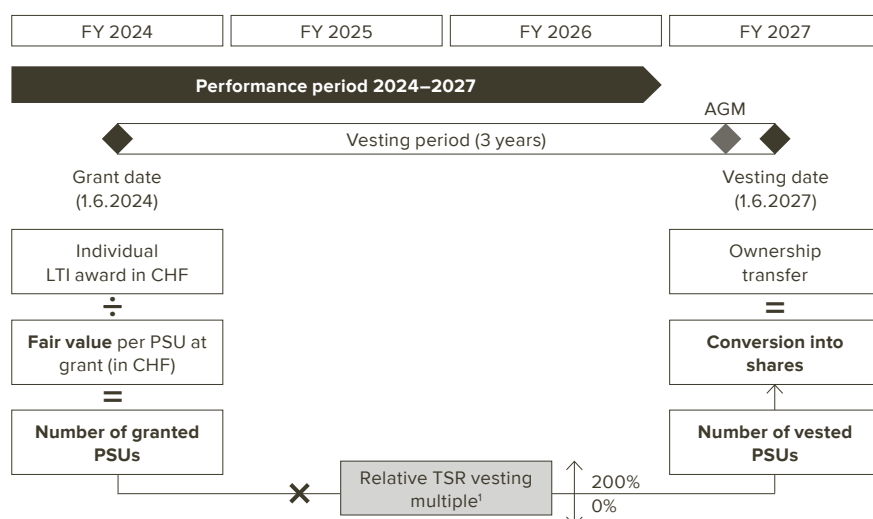 FY 2024
FY 2025
FY 2026
FY 2027
Performance period 2024–2027
AGM
Vesting period (3 years)
Grant date
(1.6.2024)
Vesting date
(1.6.2027)
Individual
LTI award in CHF
Ownership
transfer
÷
=
Fair value per PSU at
grant (in CHF)
Conversion into
shares
=
Number of granted
PSUs
Number of vested
PSUs
×
Relative TSR vesting
multiple¹
200%
0%